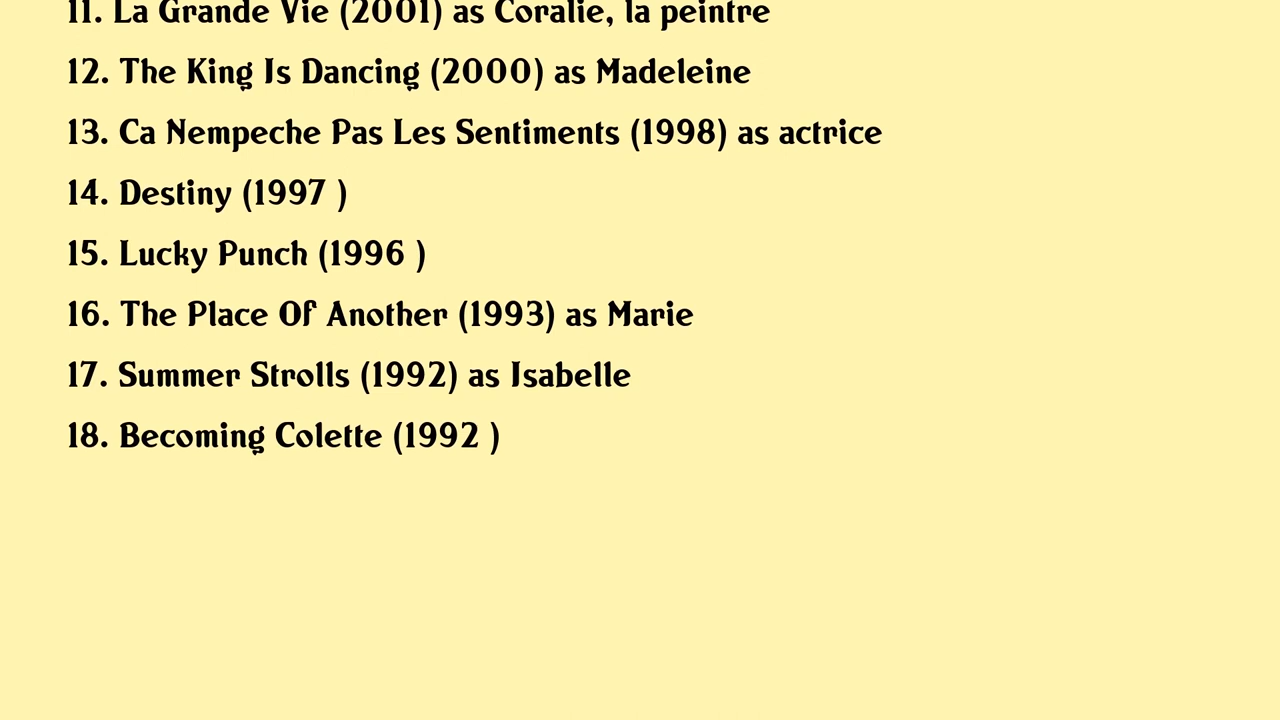 11. La Grande Vie (2001) as Coralie, la peintre
12. The King Is Dancing (2000) as Madeleine
13. Ca Nempeche Pas Les Sentiments (1998) as actrice
14. Destiny (1997 )
15. Lucky Punch (1996 )
16. The Place Of Another (1993) as Marie
17. Summer Strolls (1992) as Isabelle
18. Becoming Colette (1992 )